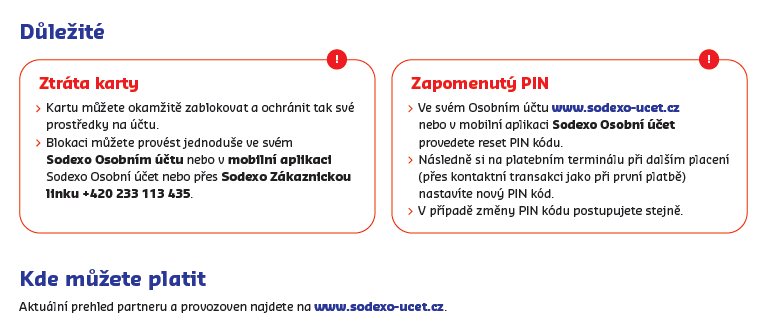 Důležité
Ztráta karty
Kartu můžete okamžitě zablokovat a ochránit tak své
prostředky na účtu.
Blokaci můžete provést jednoduše ve svém
Sodexo Osobním účtu nebo v mobilní aplikaci
Sodexo Osobní účet nebo přes Sodexo Zákaznickou
linku +420 233 113 435.
Zapomenutý PIN
Ve svém Osobním účtu www.sodexo-ucet.cz
nebo v mobilní aplikaci Sodexo Osobní účet
provedete reset PIN kódu.
Následně si na platebním terminálu při dalším placení
(přes kontaktní transakci jako při první platbě)
nastavíte nový PIN kód.
V případě změny PIN kódu postupujete stejně.
Kde můžete platit
Aktuální prehled partneru a provozoven najdete na www.sodexo-ucet.cz.